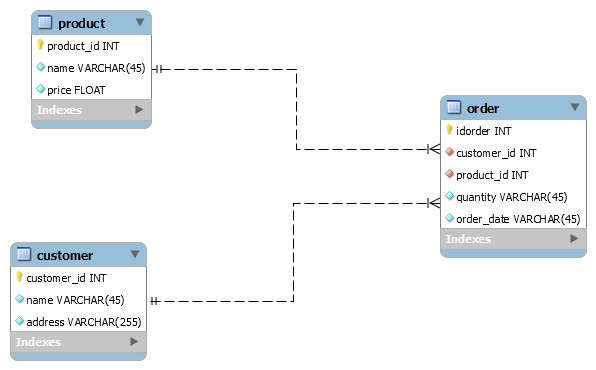 product
product_id INT
name VARCHAR(45)
price FLOAT
Indexes
order
idorder INT
customer_id INT
product_id INT
quantity VARCHAR(45)
order_date VARCHAR(45)
Indexes
customer
customer_id INT
name VARCHAR(45)
address VARCHAR(255)
Indexes